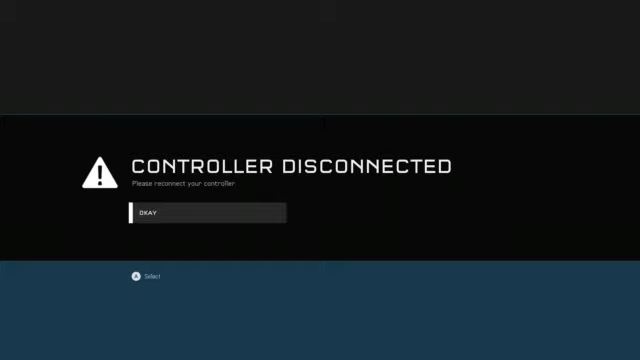 CONTROLLER DISCONNECTED
Please reconnect your controller
OKAY
A Select